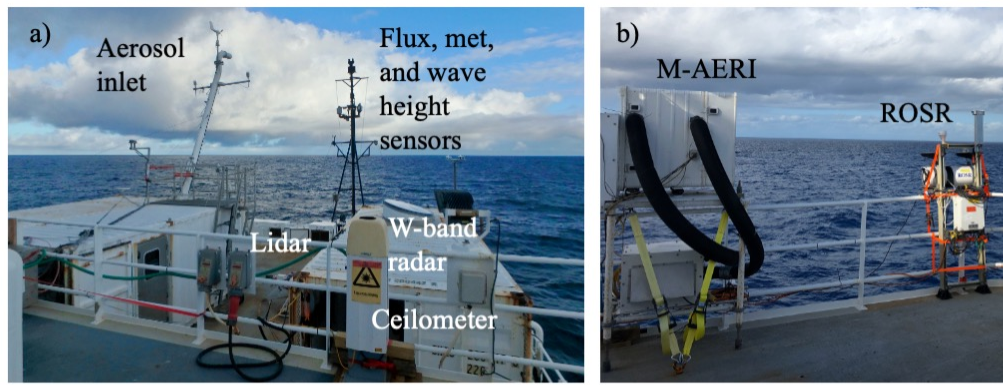 a)
Aerosol
inlet
Flux, met,
and wave
height
sensors
Lidar
W-band
radar
Ceilometer
b)
M-AERI
ROSR